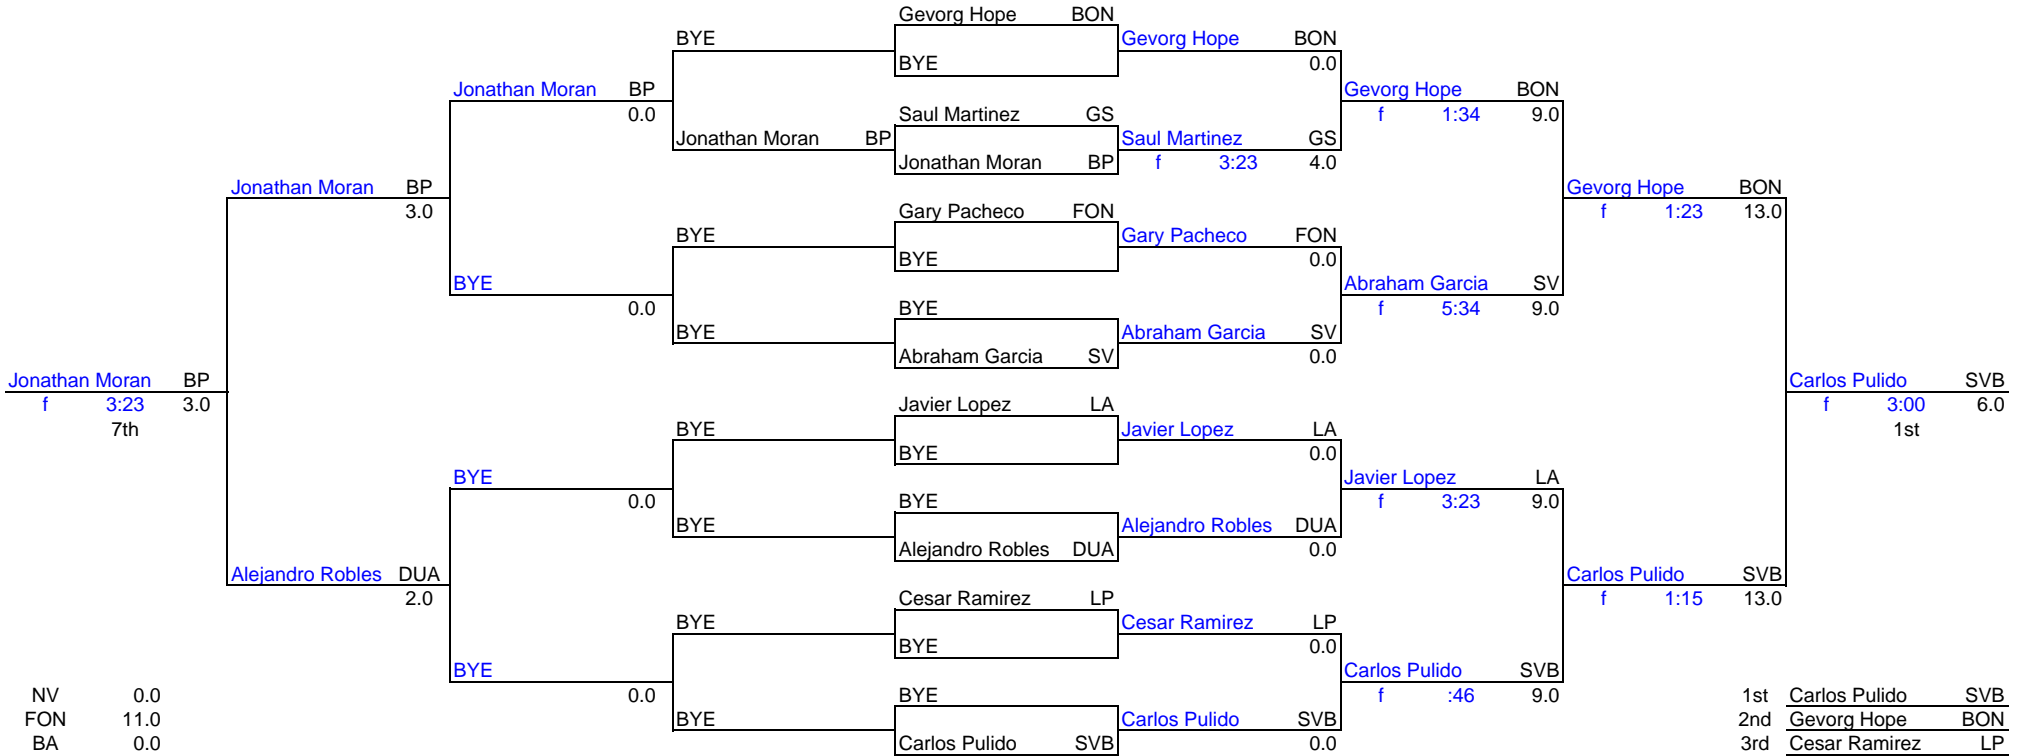 Gevorg Hope BON
BYE Gevorg Hope BON
BYE 0.0
Jonathan Moran BP Gevorg Hope BON
0.0 Saul Martinez GS f 1:34 9.0
Jonathan Moran BP Saul Martinez GS
Jonathan Moran BP f 3:23 4.0
Jonathan Moran BP Gevorg Hope BON
3.0 Gary Pacheco FON f 1:23 13.0
BYE Gary Pacheco FON
BYE 0.0
BYE Abraham Garcia SV
0.0 BYE f 5:34 9.0
BYE Abraham Garcia SV
Abraham Garcia SV 0.0
Jonathan Moran BP Carlos Pulido SVB
f 3:23 3.0 Javier Lopez LA f 3:00 6.0
7th BYE Javier Lopez LA 1st
BYE 0.0
BYE Javier Lopez LA
0.0 BYE f 3:23 9.0
BYE Alejandro Robles DUA
Alejandro Robles DUA 0.0
Alejandro Robles DUA Carlos Pulido SVB
2.0 Cesar Ramirez LP f 1:15 13.0
BYE Cesar Ramirez LP
BYE 0.0
BYE Carlos Pulido SVB
NV 0.0 0.0 BYE f :46 9.0 1st Carlos Pulido SVB
FON 11.0 BYE Carlos Pulido SVB 2nd Gevorg Hope BON
BA 0.0 Carlos Pulido SVB 0.0 3rd Cesar Ramirez LP